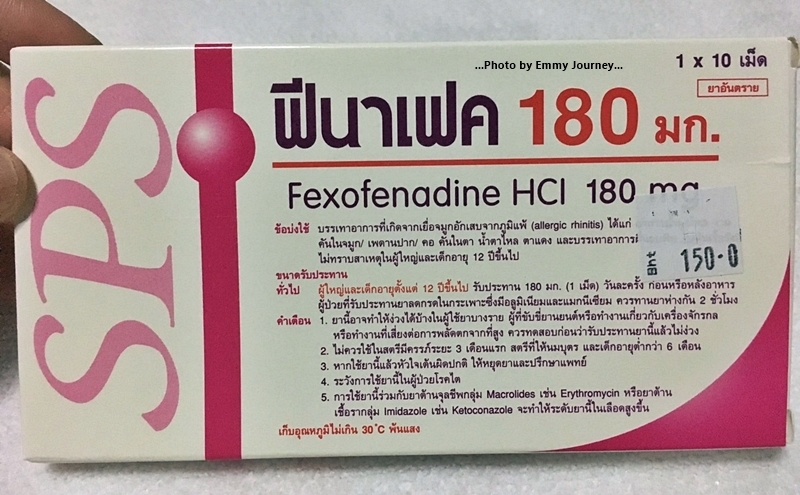 ...Photo by Emmy Journey...
1 x 10 เม็ด
ยาอันตราย
SPS
ฟีนาเฟค 180 มก.
Fexofenadine HCl 180 mg
Bht 150.0
ข้อบ่งใช้ บรรเทาอาการที่เกิดจากเยื่อจมูกอักเสบจากภูมิแพ้ (allergic rhinitis) ได้แก่
คันในจมูก/ เพดานปาก/ คอ คันในตา น้ำตาไหล ตาแดง และบรรเทาอาการ
ไม่ทราบสาเหตุในผู้ใหญ่และเด็กอายุ 12 ปีขึ้นไป
ขนาดรับประทาน
ทั่วไป ผู้ใหญ่และเด็กอายุตั้งแต่ 12 ปีขึ้นไป รับประทาน 180 มก. (1 เม็ด) วันละครั้ง ก่อนหรือหลังอาหาร
ผู้ป่วยที่รับประทานยาลดกรดในกระเพาะซึ่งมีอลูมิเนียมและแมกนีเซียม ควรทานยาห่างกัน 2 ชั่วโมง
คำเตือน 1. ยานี้อาจทำให้ง่วงได้บ้างในผู้ใช้ยาบางราย ผู้ที่ขับขี่ยานยนต์หรือทำงานเกี่ยวกับเครื่องจักรกล
หรือทำงานที่เสี่ยงต่อการพลัดตกจากที่สูง ควรทดสอบก่อนว่ารับประทานยาแล้วไม่ง่วง
2. ไม่ควรใช้ในสตรีมีครรภ์ระยะ 3 เดือนแรก สตรีที่ให้นมบุตร และเด็กอายุต่ำกว่า 6 เดือน
3. หากใช้ยานี้แล้วหัวใจเต้นผิดปกติ ให้หยุดยาและปรึกษาแพทย์
4. ระวังการใช้ยานี้ในผู้ป่วยโรคไต
5. การใช้ยานี้ร่วมกับยาต้านจุลชีพกลุ่ม Macrolides เช่น Erythromycin หรือยาต้าน
เชื้อรากลุ่ม Imidazole เช่น Ketoconazole จะทำให้ระดับยานี้ในเลือดสูงขึ้น
เก็บอุณหภูมิไม่เกิน 30°C พ้นแสง